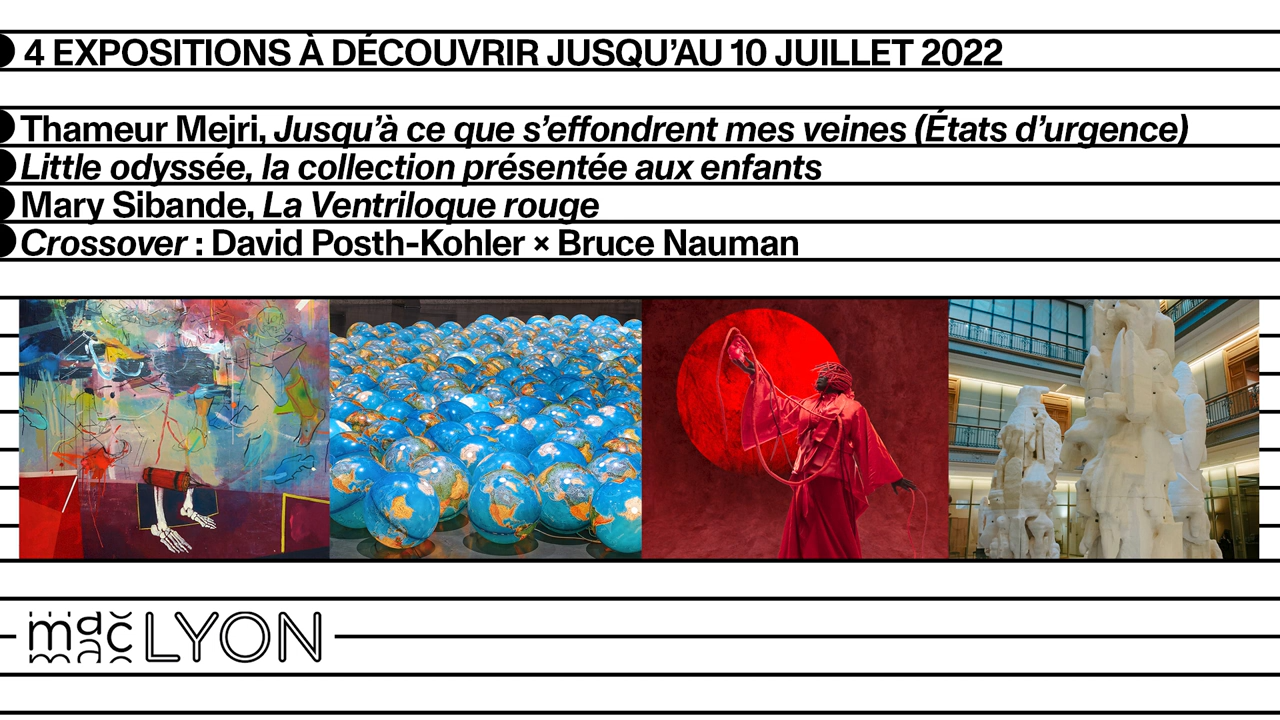 4 EXPOSITIONS À DÉCOUVRIR JUSQU’AU 10 JUILLET 2022
Thameur Mejri, Jusqu’à ce que s’effondrent mes veines (États d’urgence)
Little odyssée, la collection présentée aux enfants
Mary Sibande, La Ventriloque rouge
Crossover : David Posth-Kohler × Bruce Nauman
mac LYON